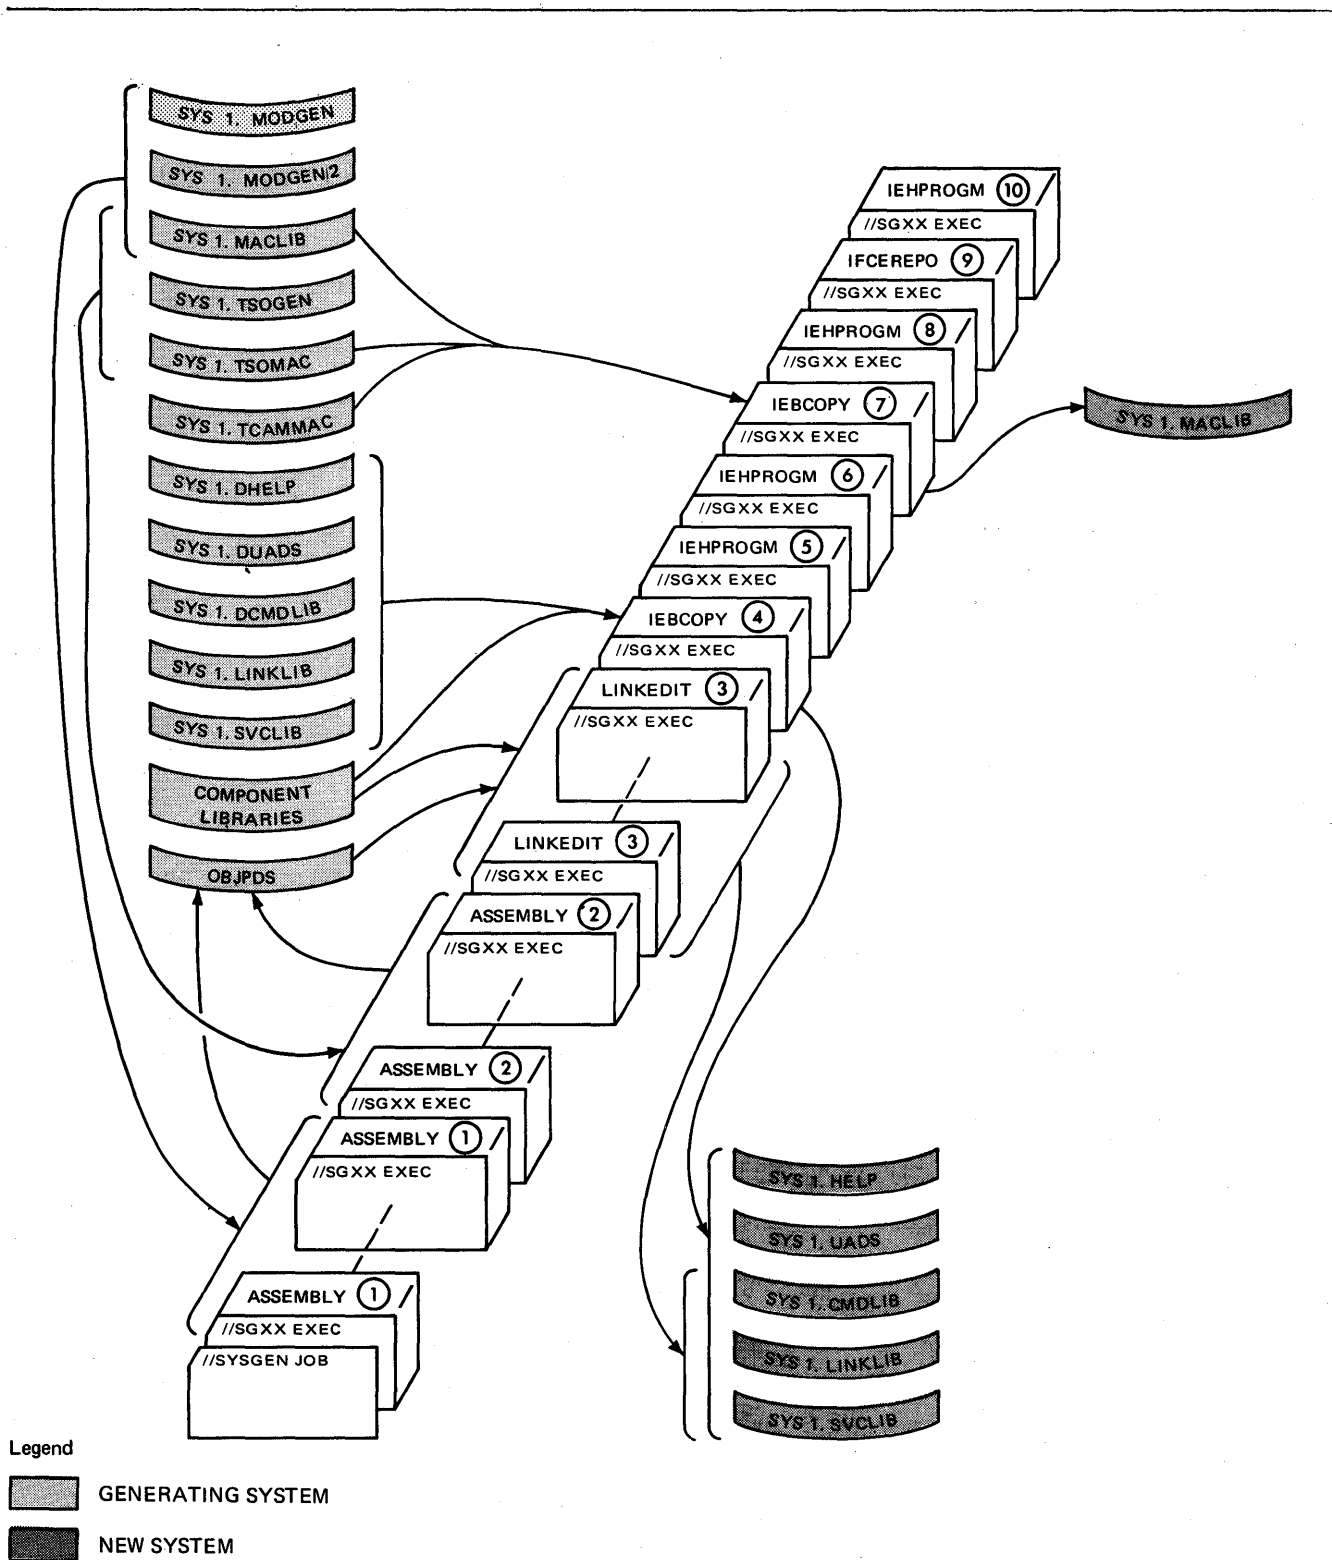 SYS 1. MODGEN
SYS 1. MODGEN2
SYS 1. MACLIB
SYS 1. TSOGEN
SYS 1. TSOMAC
SYS 1. TCAMMAC
SYS 1. DHELP
SYS 1. DUADS
SYS 1. DCMDLIB
SYS 1. LINKLIB
SYS 1. SVCLIB
COMPONENT
LIBRARIES
OBJPDS
IEHPROGM 10
//SGXX EXEC
IFCEREPO 9
//SGXX EXEC
IEHPROGM 8
//SGXX EXEC
IEBCOPY 7
//SGXX EXEC
IEHPROGM 6
//SGXX EXEC
IEHPROGM 5
//SGXX EXEC
IEBCOPY 4
//SGXX EXEC
LINKEDIT 3
//SGXX EXEC
LINKEDIT 3
//SGXX EXEC
ASSEMBLY 2
//SGXX EXEC
ASSEMBLY 2
//SGXX EXEC
ASSEMBLY 1
//SGXX EXEC
ASSEMBLY 1
//SGXX EXEC
//SYSGEN JOB
SYS 1. MACLIB
SYS 1. HELP
SYS 1. UADS
SYS 1. CMDLIB
SYS 1. LINKLIB
SYS 1. SVCLIB
Legend
GENERATING SYSTEM
NEW SYSTEM